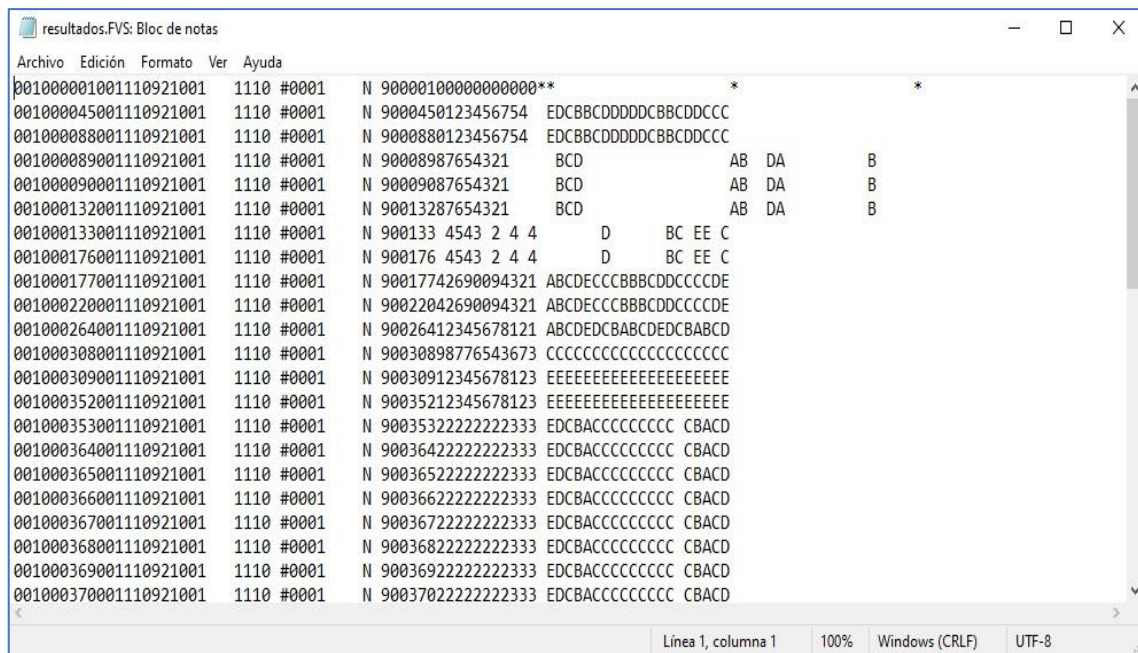 resultados.FVS: Bloc de notas
Archivo Edición Formato Ver Ayuda
001000001001110921001   1110 #0001    N 90000100000000000**                   *                   *
001000045001110921001   1110 #0001    N 9000450123456754  EDCBBCDDDDDCBBCDDCCC
001000088001110921001   1110 #0001    N 9000880123456754  EDCBBCDDDDDCBBCDDCCC
001000089001110921001   1110 #0001    N 90008987654321     BCD                AB  DA         B
001000090001110921001   1110 #0001    N 90009087654321     BCD                AB  DA         B
001000132001110921001   1110 #0001    N 90013287654321     BCD                AB  DA         B
001000133001110921001   1110 #0001    N 900133 4543 2 4 4       D      BC EE C
001000176001110921001   1110 #0001    N 900176 4543 2 4 4       D      BC EE C
001000177001110921001   1110 #0001    N 90017742690094321 ABCDECCCBBBCDDCCCCDE
001000220001110921001   1110 #0001    N 90022042690094321 ABCDECCCBBBCDDCCCCDE
001000264001110921001   1110 #0001    N 90026412345678121 ABCDEDCBABCDEDCBABCD
001000308001110921001   1110 #0001    N 90030898776543673 CCCCCCCCCCCCCCCCCCCC
001000309001110921001   1110 #0001    N 90030912345678123 EEEEEEEEEEEEEEEEEEEE
001000352001110921001   1110 #0001    N 90035212345678123 EEEEEEEEEEEEEEEEEEEE
001000353001110921001   1110 #0001    N 90035322222222333 EDCBACCCCCCCCC CBACD
001000364001110921001   1110 #0001    N 90036422222222333 EDCBACCCCCCCCC CBACD
001000365001110921001   1110 #0001    N 90036522222222333 EDCBACCCCCCCCC CBACD
001000366001110921001   1110 #0001    N 90036622222222333 EDCBACCCCCCCCC CBACD
001000367001110921001   1110 #0001    N 90036722222222333 EDCBACCCCCCCCC CBACD
001000368001110921001   1110 #0001    N 90036822222222333 EDCBACCCCCCCCC CBACD
001000369001110921001   1110 #0001    N 90036922222222333 EDCBACCCCCCCCC CBACD
001000370001110921001   1110 #0001    N 90037022222222333 EDCBACCCCCCCCC CBACD
Línea 1, columna 1 100% Windows (CRLF) UTF-8